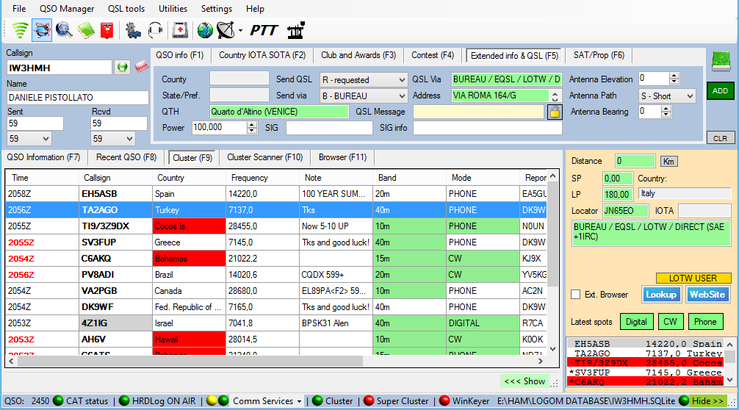 File QSO Manager QSL tools Utilities Settings Help
PTT
Callsign
IW3HMH
Name
DANIELE PISTOLLATO
Sent Rcvd
59 59
59 59
QSO info (F1) Country IOTA SOTA (F2) Club and Awards (F3) Contest (F4) Extended info & QSL (F5) SAT/Prop (F6)
County Send QSL R - requested QSL Via BUREAU / EQSL / LOTW / D Antenna Elevation 0
State/Pref. Send via B - BUREAU Address VIA ROMA 164/G Antenna Path S - Short
QTH Quarto d'Altino (VENICE) QSL Message Antenna Bearing 0
Power 100,000 SIG SIG info
ADD
CLR
QSO Information (F7) Recent QSO (F8) Cluster (F9) Cluster Scanner (F10) Browser (F11)
Time Callsign Country Frequency Note Band Mode Repor
2058Z EH5ASB Spain 14220,0 100 YEAR SUM... 20m PHONE EA5GU
2056Z TA2AGO Turkey 7137,0 Tks 40m PHONE DK9W
2055Z TI9/3Z9DX Cocos Is. 28455,0 Now 5-10 UP 10m PHONE N0UN
2055Z SV3FUP Greece 7145,0 Tks and good luck! 40m PHONE DK9W
2054Z C6AKQ Bahamas 21022,2 15m CW KJ9X
2056Z PV8ADI Brazil 14020,6 CQDX 599+ 20m CW YV5KG
2054Z VA2PGB Canada 28680,0 EL89PA<F2> 59... 10m PHONE AC2N
2054Z DK9WF Fed. Republic of ... 7165,0 Tks and good luck! 40m PHONE DK9W
2053Z 4Z1IG Israel 7041,8 BPSK31 Alen 40m DIGITAL R7CA
2053Z AH6V Hawaii 28014,5 10m CW K0OK
<<< Show
Distance 0 Km
SP 0,00 Country:
LP 180,00 Italy
Locator JN65EO IOTA
BUREAU / EQSL / LOTW / DIRECT (SAE
+1IRC)
LOTW USER
Ext. Browser Lookup WebSite
Latest spots Digital CW Phone
EH5ASB 14220,0 Spain
TA2AGO 7137,0 Turkey
TI9/3Z9DX 28455,0 Cocos
*SV3FUP 7145,0 Greece
*C6AKQ 21022,2 Baham
QSO: 2450 CAT status HRDLog ON AIR Comm Services Cluster Super Cluster WinKeyer E:\HAM\LOGOM DATABASE\IW3HMH.SQLite Hide >>